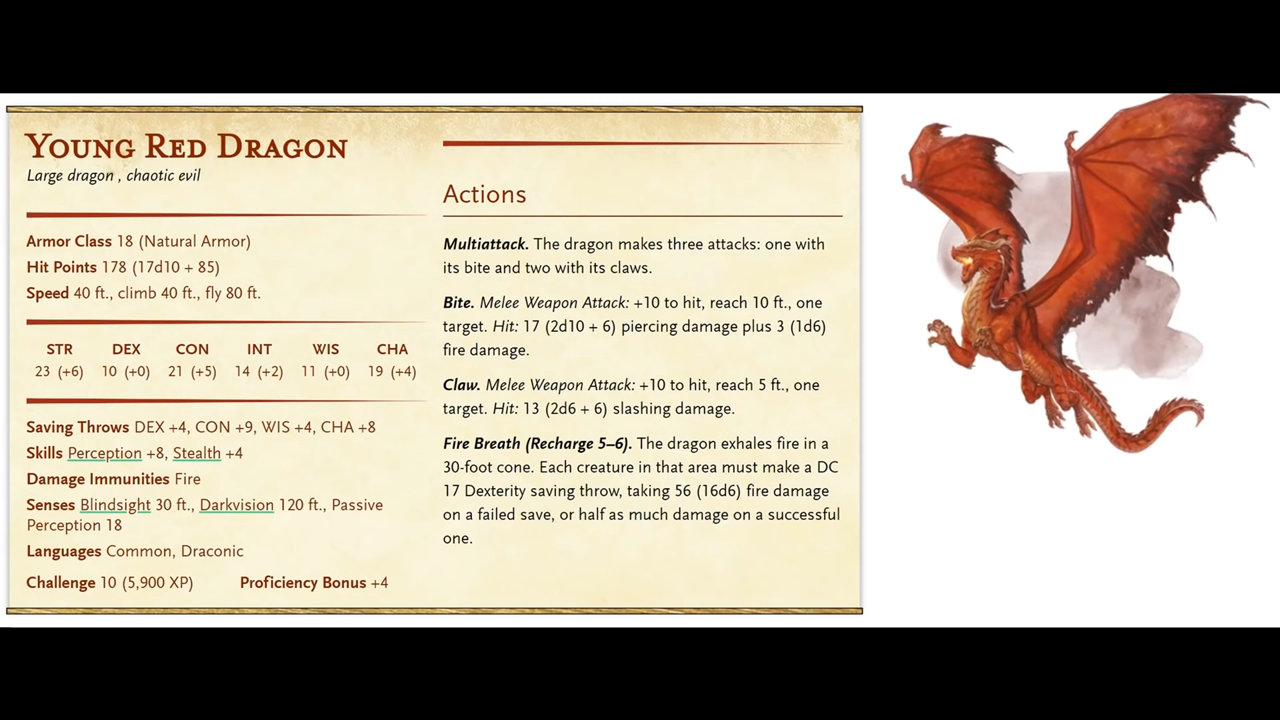 Young Red Dragon
Large dragon , chaotic evil
Armor Class 18 (Natural Armor)
Hit Points 178 (17d10 + 85)
Speed 40 ft., climb 40 ft., fly 80 ft.
STR DEX CON INT WIS CHA
23 (+6) 10 (+0) 21 (+5) 14 (+2) 11 (+0) 19 (+4)
Saving Throws DEX +4, CON +9, WIS +4, CHA +8
Skills Perception +8, Stealth +4
Damage Immunities Fire
Senses Blindsight 30 ft., Darkvision 120 ft., Passive
Perception 18
Languages Common, Draconic
Challenge 10 (5,900 XP) Proficiency Bonus +4
Actions
Multiattack. The dragon makes three attacks: one with
its bite and two with its claws.
Bite. Melee Weapon Attack: +10 to hit, reach 10 ft., one
target. Hit: 17 (2d10 + 6) piercing damage plus 3 (1d6)
fire damage.
Claw. Melee Weapon Attack: +10 to hit, reach 5 ft., one
target. Hit: 13 (2d6 + 6) slashing damage.
Fire Breath (Recharge 5–6). The dragon exhales fire in a
30-foot cone. Each creature in that area must make a DC
17 Dexterity saving throw, taking 56 (16d6) fire damage
on a failed save, or half as much damage on a successful
one.